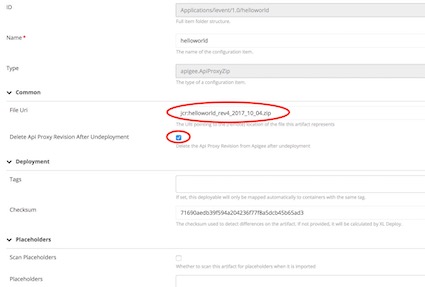 ID
Applications/levent/1.0/helloworld
Full item folder structure.
Name *
helloworld
The name of the configuration item.
Type
apigee.ApiProxyZip
The type of a configuration item.
Common
File Uri
jcr:helloworld_rev4_2017_10_04.zip
The URI pointing to the (remote) location of the file this artifact represents
Delete Api Proxy Revision After Undeployment
Delete the Api Proxy Revision from Apigee after undeployment
Deployment
Tags
If set, this deployable will only be mapped automatically to containers with the same tag.
Checksum
71690aedb39f594a204236f77f8a5dcb45b65ad3
The checksum used to detect differences on the artifact. If not provided, it will be calculated by XL Deploy.
Placeholders
Scan Placeholders
Whether to scan this artifact for placeholders when it is imported
Placeholders